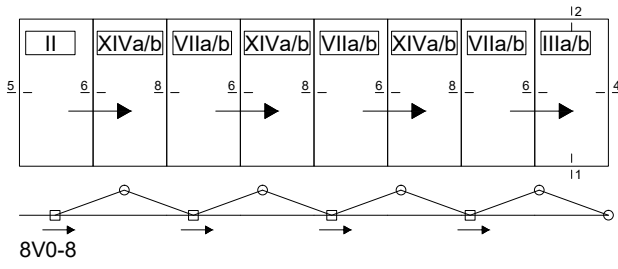 2
II XIVa/b VIIa/b XIVa/b VIIa/b XIVa/b VIIa/b IIIa/b
5 6 8 6 8 6 8 6 4
1
8V0-8